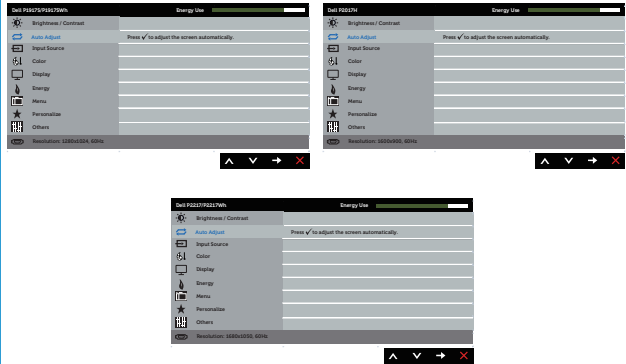 Dell P1917S/P1917SWh
Energy Use
Brightness / Contrast
Auto Adjust
Press ✓ to adjust the screen automatically.
Input Source
Color
Display
Energy
Menu
Personalize
Others
Resolution: 1280x1024, 60Hz
Dell P2017H
Energy Use
Brightness / Contrast
Auto Adjust
Press ✓ to adjust the screen automatically.
Input Source
Color
Display
Energy
Menu
Personalize
Others
Resolution: 1600x900, 60Hz
Dell P2217/P2217Wh
Energy Use
Brightness / Contrast
Auto Adjust
Press ✓ to adjust the screen automatically.
Input Source
Color
Display
Energy
Menu
Personalize
Others
Resolution: 1680x1050, 60Hz